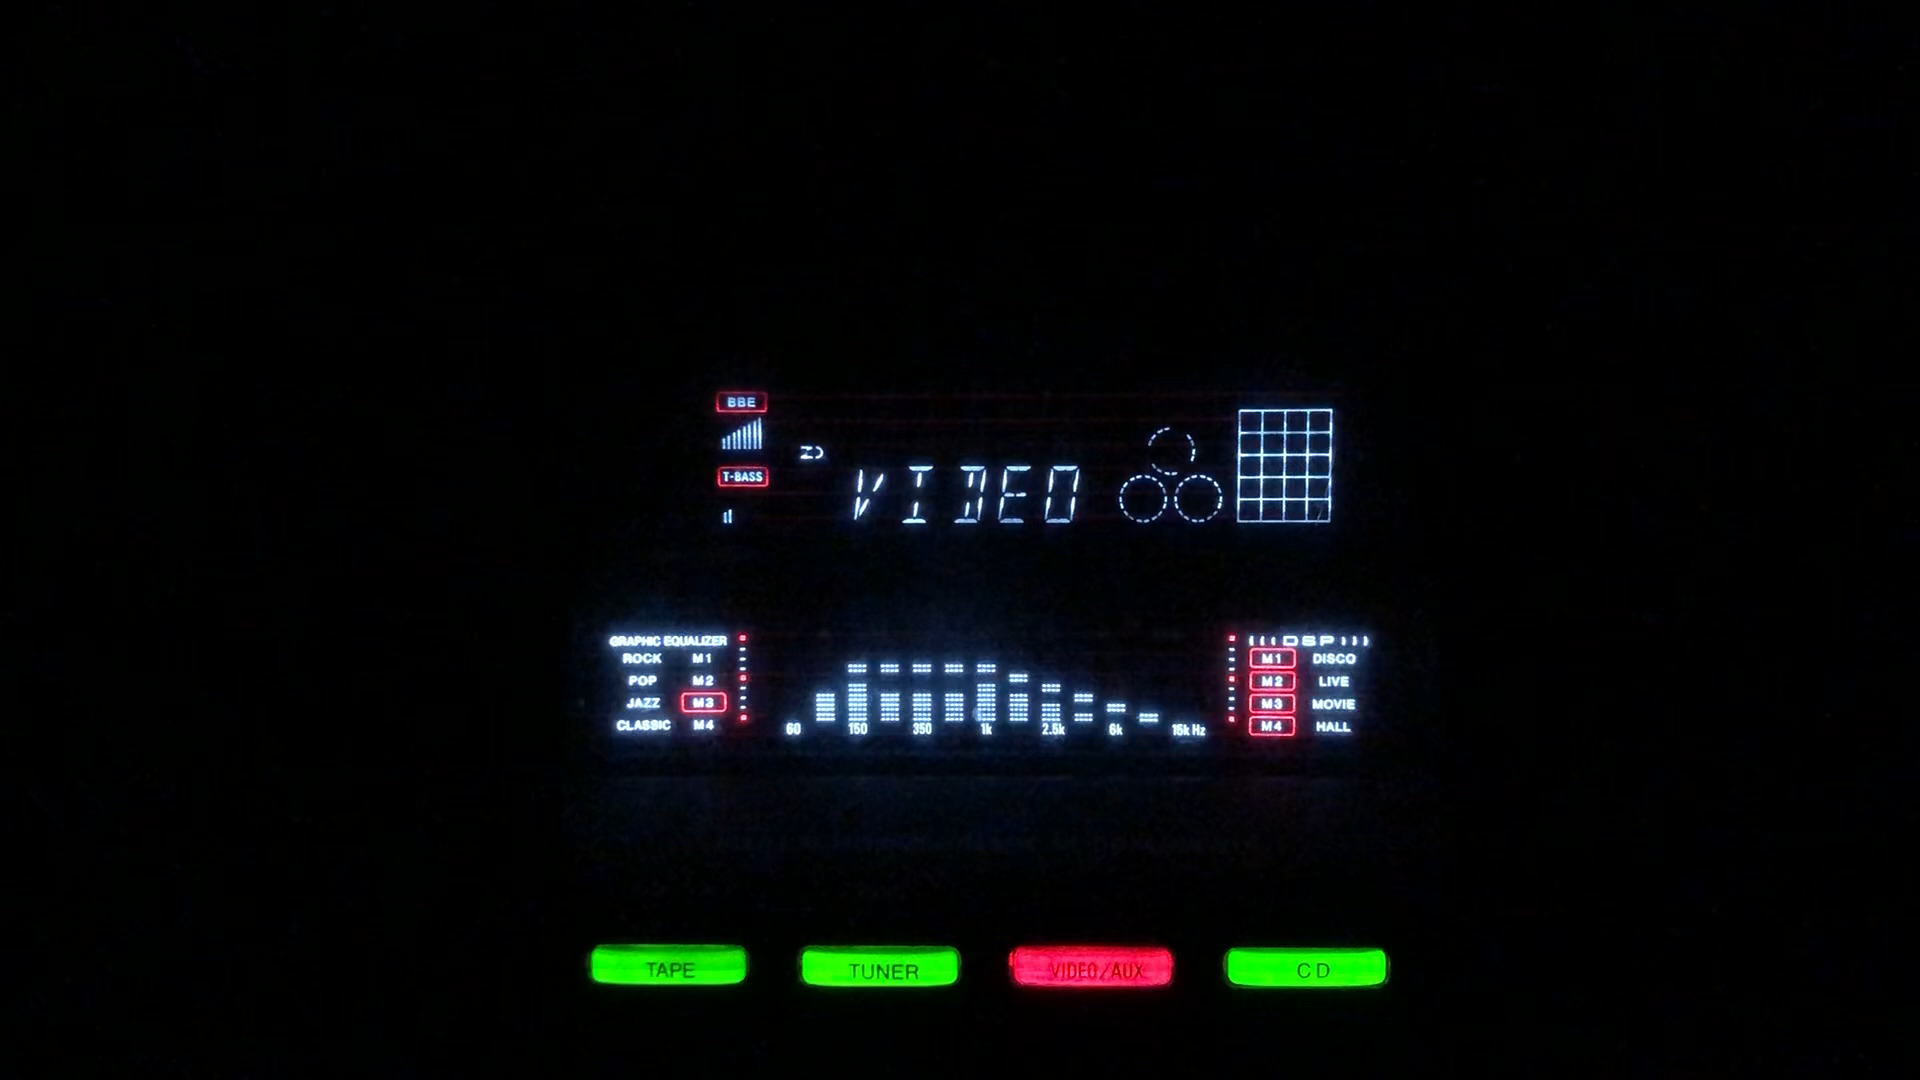 BBE
T-BASS
VIDEO
GRAPHIC EQUALIZER
ROCK M1
POP M2
JAZZ M3
CLASSIC M4
60 150 350 1k 2.5k 6k 15k Hz
DSP
M1 DISCO
M2 LIVE
M3 MOVIE
M4 HALL
TAPE TUNER VIDEO/AUX CD